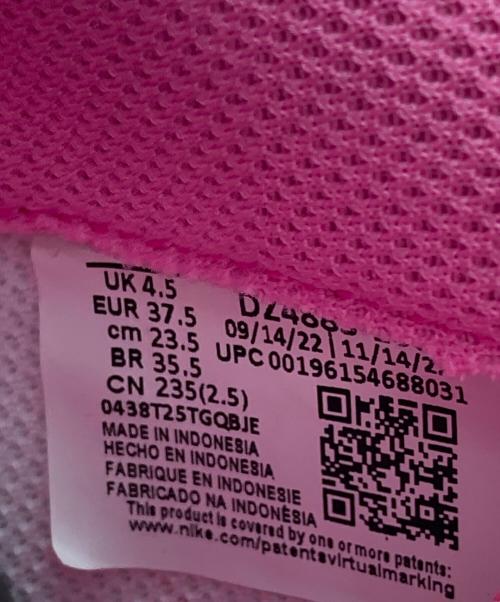 UK 4.5
EUR 37.5 09/14/22 | 11/14/2
cm 23.5 UPC 00196154688031
BR 35.5
CN 235(2.5)
0438T25TGQBJE
MADE IN INDONESIA
HECHO EN INDONESIA
FABRIQUE EN INDONESIE
FABRICADO NA INDONÉSIA
This product is covered by one or more patents:
www.nike.com/patentsvirtualmarking